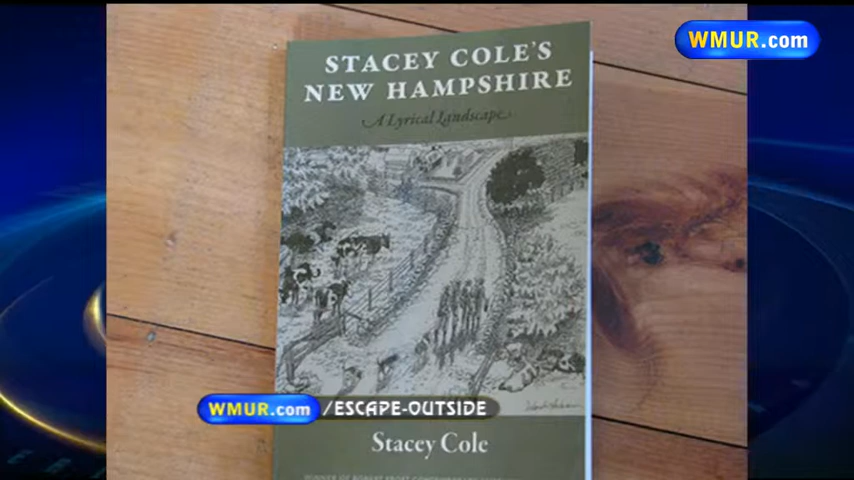 WMUR.com
STACEY COLE'S
NEW HAMPSHIRE
A Lyrical Landscape
WMUR.com/ESCAPE-OUTSIDE
Stacey Cole